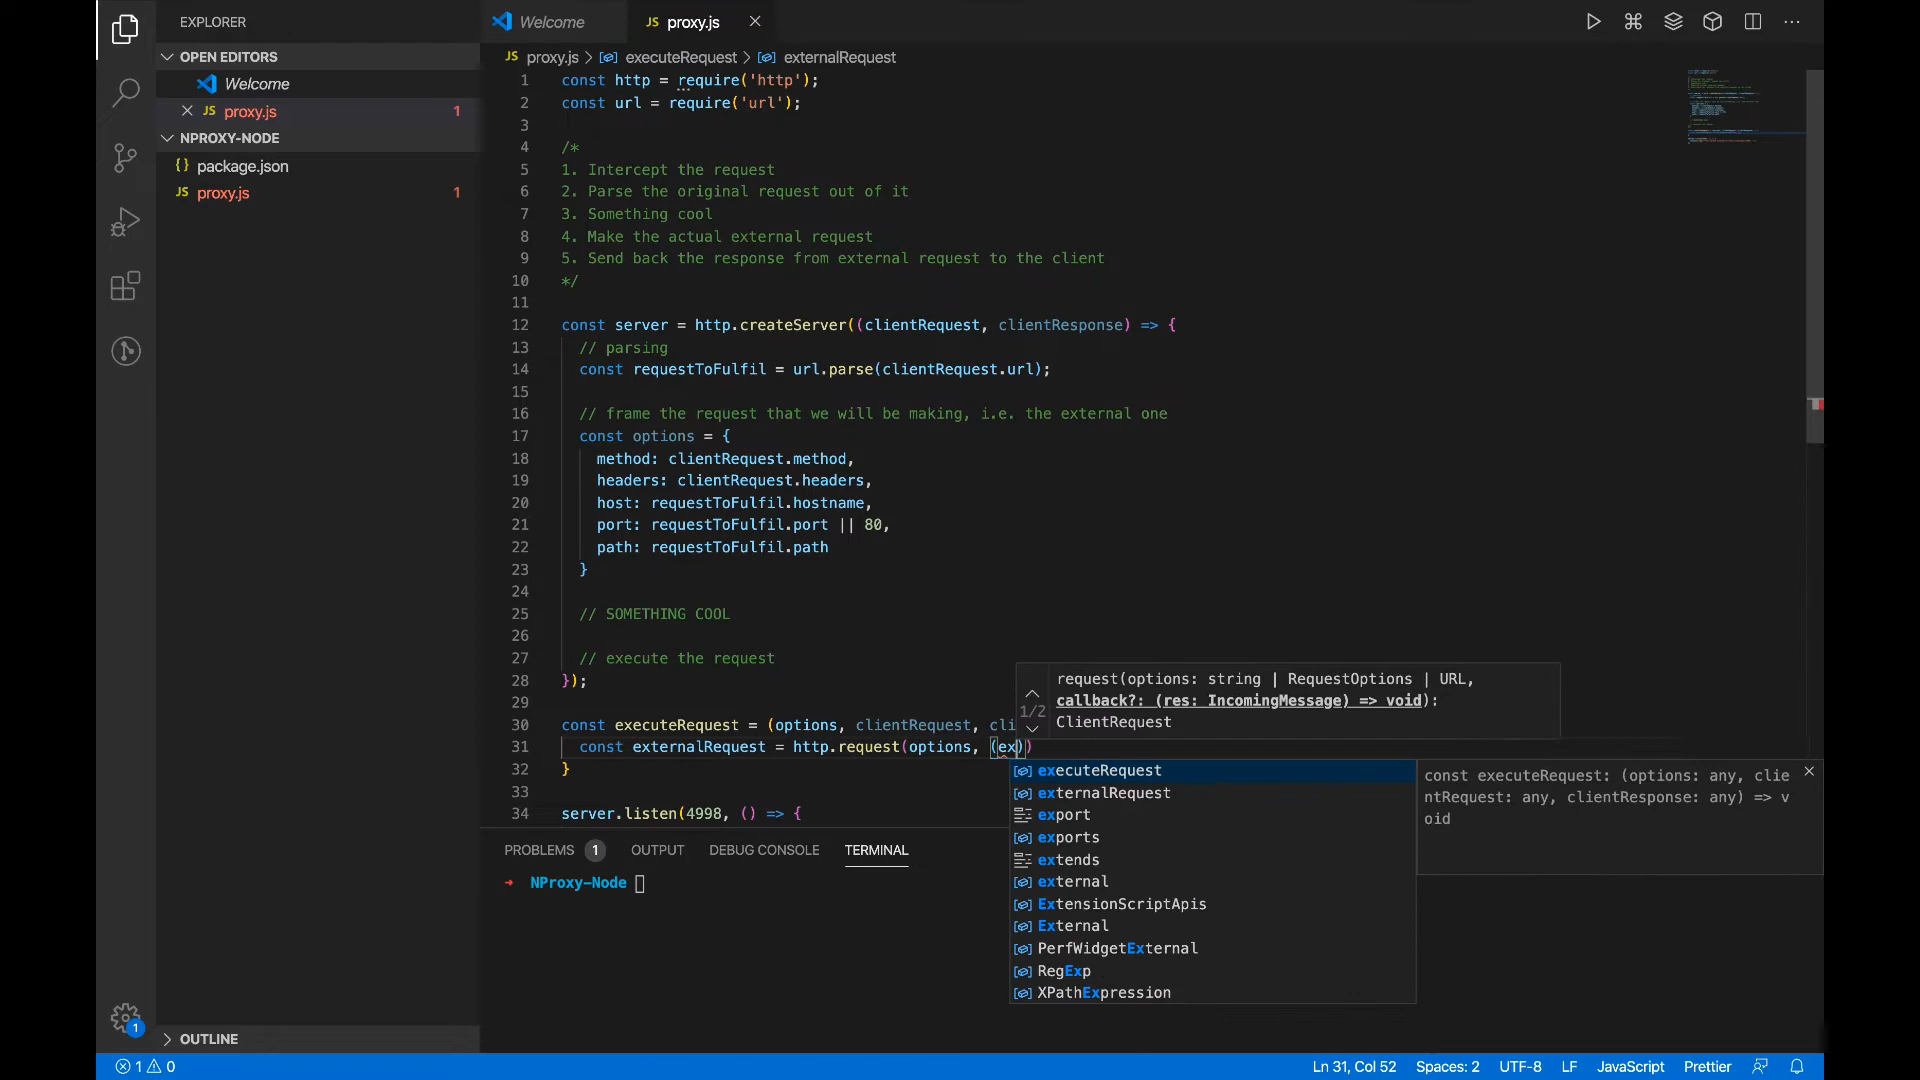 EXPLORER
Welcome
JS proxy.js
OPEN EDITORS
Welcome
JS proxy.js 1
NPROXY-NODE
{} package.json
JS proxy.js 1
OUTLINE
JS proxy.js > executeRequest > externalRequest
1 const http = require('http');
2 const url = require('url');
3
4 /*
5 1. Intercept the request
6 2. Parse the original request out of it
7 3. Something cool
8 4. Make the actual external request
9 5. Send back the response from external request to the client
10 */
11
12 const server = http.createServer((clientRequest, clientResponse) => {
13 // parsing
14 const requestToFulfil = url.parse(clientRequest.url);
15
16 // frame the request that we will be making, i.e. the external one
17 const options = {
18 method: clientRequest.method,
19 headers: clientRequest.headers,
20 host: requestToFulfil.hostname,
21 port: requestToFulfil.port || 80,
22 path: requestToFulfil.path
23 }
24
25 // SOMETHING COOL
26
27 // execute the request
28 });
29
30 const executeRequest = (options, clientRequest, cli
31 const externalRequest = http.request(options, (ex))
32 }
33
34 server.listen(4998, () => {
request(options: string | RequestOptions | URL,
1/2 callback?: (res: IncomingMessage) => void):
ClientRequest
executeRequest
externalRequest
export
exports
extends
external
ExtensionScriptApis
External
PerfWidgetExternal
RegExp
XPathExpression
const executeRequest: (options: any, clie
ntRequest: any, clientResponse: any) => v
oid
PROBLEMS 1 OUTPUT DEBUG CONSOLE TERMINAL
➜ NProxy-Node
1
1 0
Ln 31, Col 52 Spaces: 2 UTF-8 LF JavaScript Prettier